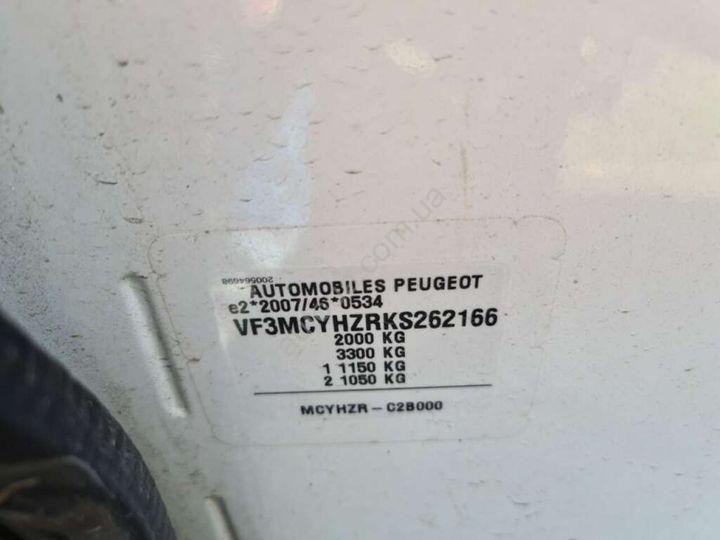 200564698
AUTOMOBILES PEUGEOT
e2*2007/46*0534
VF3MCYHZRKS262166
2000 KG
3300 KG
1 1150 KG
2 1050 KG
MCYHZR - C2B000